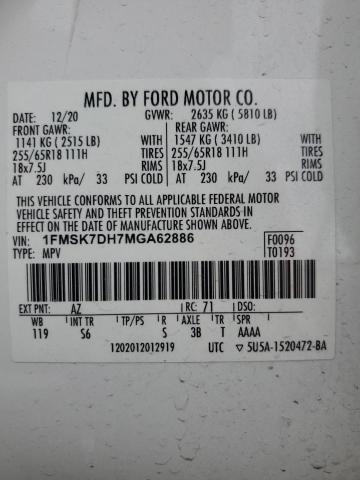 MFD. BY FORD MOTOR CO.
DATE: 12/20 GVWR: 2635 KG ( 5810 LB)
FRONT GAWR: REAR GAWR:
1141 KG ( 2515 LB) WITH 1547 KG ( 3410 LB) WITH
255/65R18 111H TIRES 255/65R18 111H TIRES
18x7.5J RIMS 18x7.5J RIMS
AT 230 kPa/ 33 PSI COLD AT 230 kPa/ 33 PSI COLD
THIS VEHICLE CONFORMS TO ALL APPLICABLE FEDERAL MOTOR
VEHICLE SAFETY AND THEFT PREVENTION STANDARDS IN
EFFECT ON THE DATE OF MANUFACTURE SHOWN ABOVE.
VIN: 1FMSK7DH7MGA62886 F0096
TYPE: MPV T0193
EXT PNT: AZ RC: 71 DSO:
WB INT TR TP/PS R AXLE TR SPR
119 S6 S 3B T AAAA
1202012012919 UTC ▽ 5U5A-1520472-BA